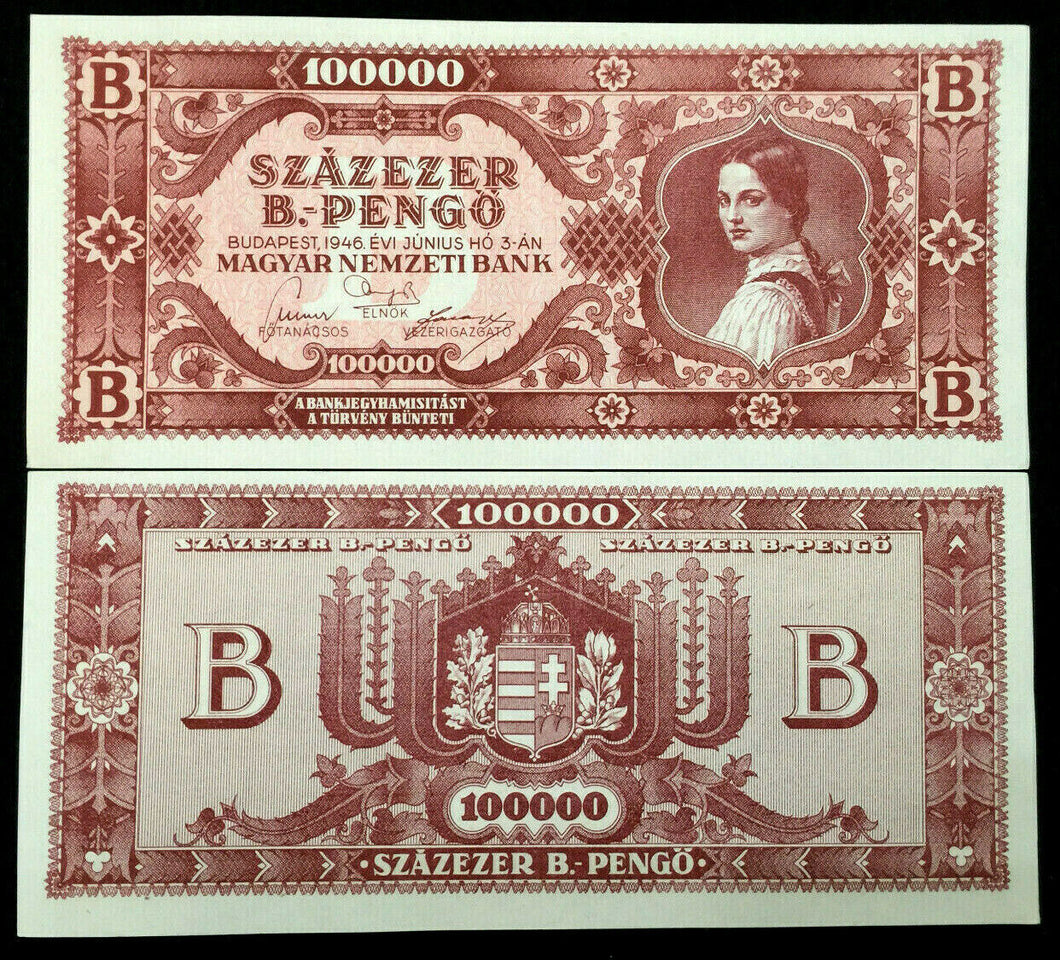 B 100000 B
SZÁZEZER
B.-PENGŐ
BUDAPEST, 1946. ÉVI JÚNIUS HÓ 3-ÁN
MAGYAR NEMZETI BANK
ELNÖK
FŐTANÁCSOS VEZÉRIGAZGATÓ
100000
B B
A BANKJEGYHAMISITÁST
A TÖRVÉNY BÜNTETI
100000
SZÁZEZER B.-PENGŐ SZÁZEZER B.-PENGŐ
B B
100000
·SZÁZEZER B.-PENGŐ·